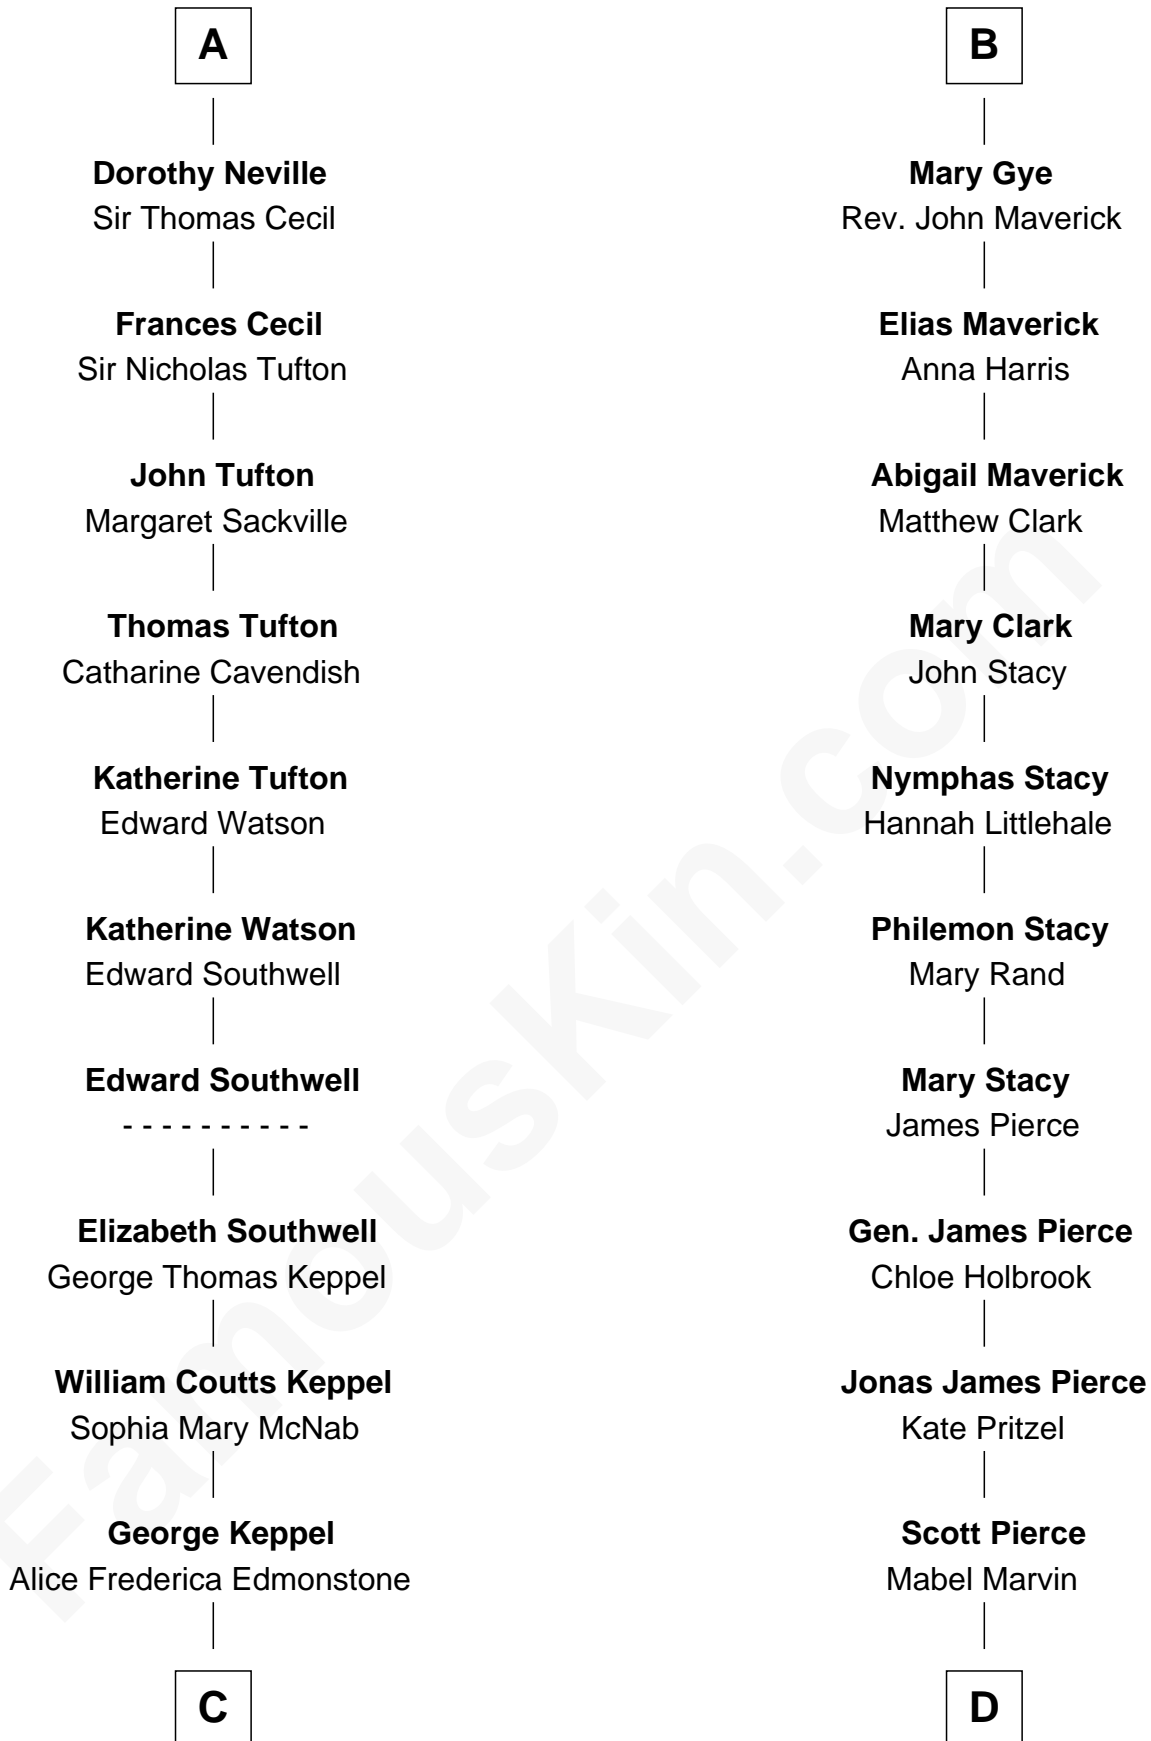 A
Dorothy Neville
Sir Thomas Cecil
Frances Cecil
Sir Nicholas Tufton
John Tufton
Margaret Sackville
Thomas Tufton
Catharine Cavendish
Katherine Tufton
Edward Watson
Katherine Watson
Edward Southwell
Edward Southwell
- - - - - - - - - -
Elizabeth Southwell
George Thomas Keppel
William Coutts Keppel
Sophia Mary McNab
George Keppel
Alice Frederica Edmonstone
C
B
Mary Gye
Rev. John Maverick
Elias Maverick
Anna Harris
Abigail Maverick
Matthew Clark
Mary Clark
John Stacy
Nymphas Stacy
Hannah Littlehale
Philemon Stacy
Mary Rand
Mary Stacy
James Pierce
Gen. James Pierce
Chloe Holbrook
Jonas James Pierce
Kate Pritzel
Scott Pierce
Mabel Marvin
D
FamousKin.com